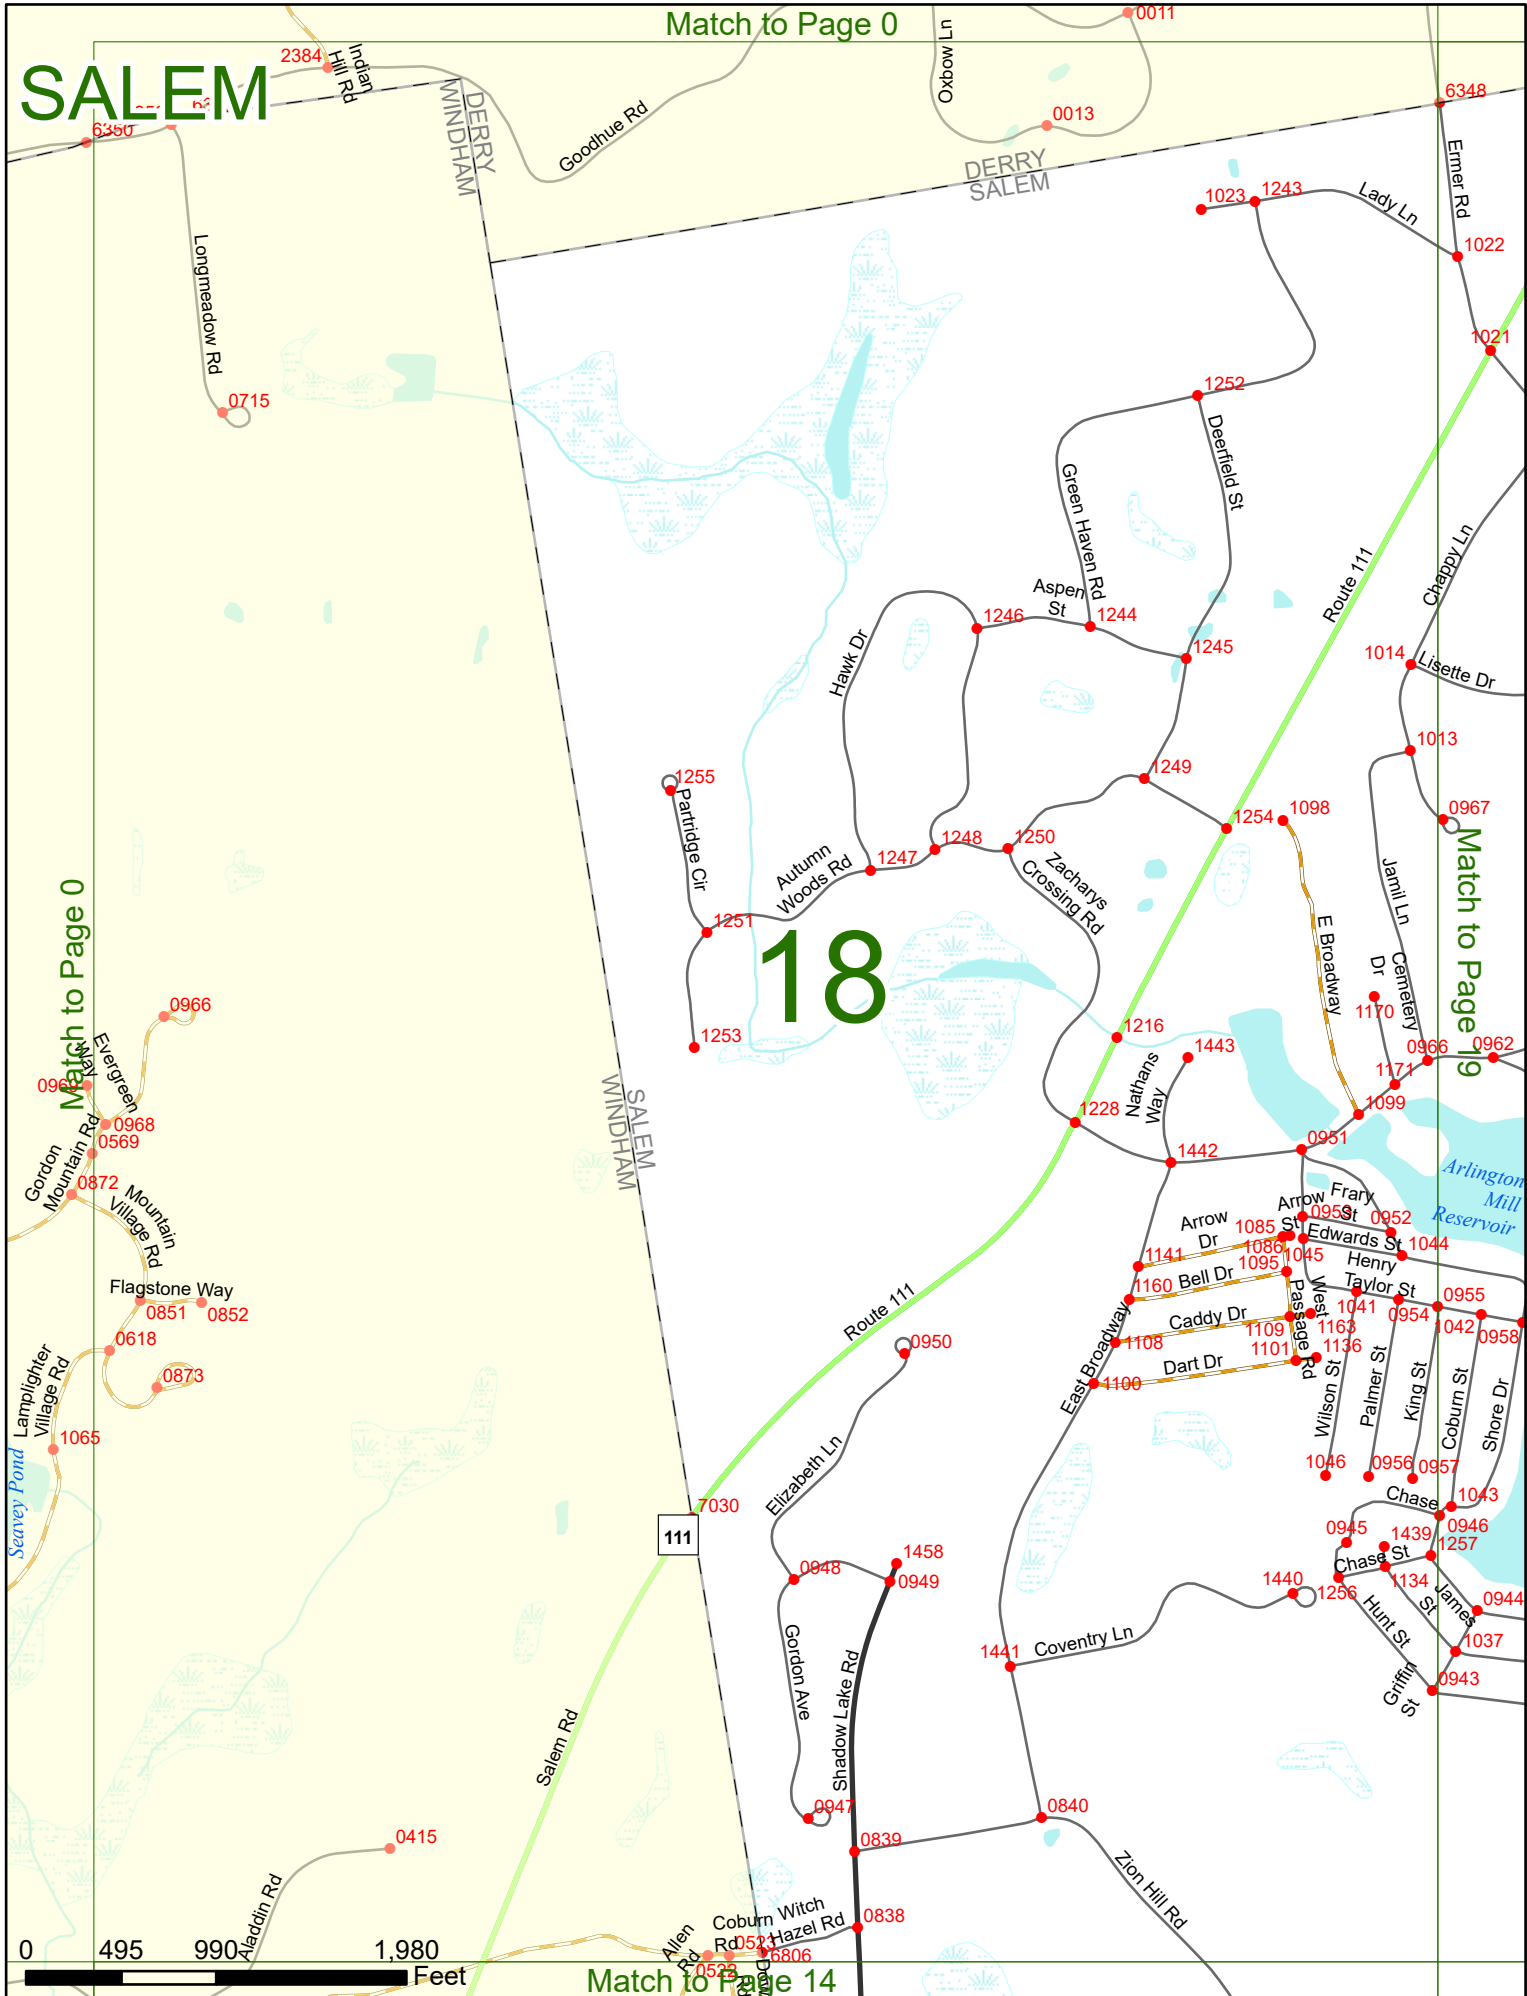 Match to Page 0
0011
2384
Indian
Hill Rd
SALEM
6350
DERRY
WINDHAM
Goodhue Rd
Oxbow Ln
0013
6348
DERRY
SALEM
Ermer Rd
1023
1243
Lady Ln
1022
Longmeadow Rd
1021
0715
1252
Deerfield St
Green Haven Rd
Route 111
Chappy Ln
Aspen
St
1246
1244
1245
Hawk Dr
1014
Lisette Dr
1013
1255
Partridge Cir
1249
1254
1098
0967
1248
1250
1247
Autumn
Woods Rd
Zacharys
Crossing Rd
Jamil Ln
Match to Page 19
Match to Page 0
1251
18
E Broadway
Cemetery
Dr
1170
0966
1253
1216
1443
0966
0962
Evergreen
Way
0969
Nathans
Way
1171
1099
0968
0569
SALEM
WINDHAM
1228
1442
0951
Gordon
Mountain Rd
0872
Mountain
Village Rd
Arlington
Mill
Reservoir
Frary
St
Arrow
St
0953
0952
Arrow
Dr
1085
1086
1045
Edwards St
1044
1141
1095
Henry
Taylor St
Bell Dr
1160
Flagstone Way
0851
0852
Passage Rd
West
1041
0954
0955
1042
0958
Route 111
Caddy Dr
1109
1163
1108
0618
0950
East Broadway
Dart Dr
1101
1136
1100
0873
Lamplighter
Village Rd
Wilson St
Palmer St
King St
Coburn St
Shore Dr
1065
Elizabeth Ln
Seavey Pond
1046
0956
0957
7030
111
Chase
1043
0946
0945
1439
1257
Chase St
1458
0948
0949
1440
1256
1134
James
St
0944
Hunt St
1037
Gordon Ave
Shadow Lake Rd
1441
Coventry Ln
0943
Griffin
St
Salem Rd
0947
0840
0415
0839
Zion Hill Rd
Aladdin Rd
Coburn
Rd
Witch
Hazel Rd
0838
Allen
Rd
0523
6806
0522
Rd
0 495 990 1,980
Feet
Match to Page 14